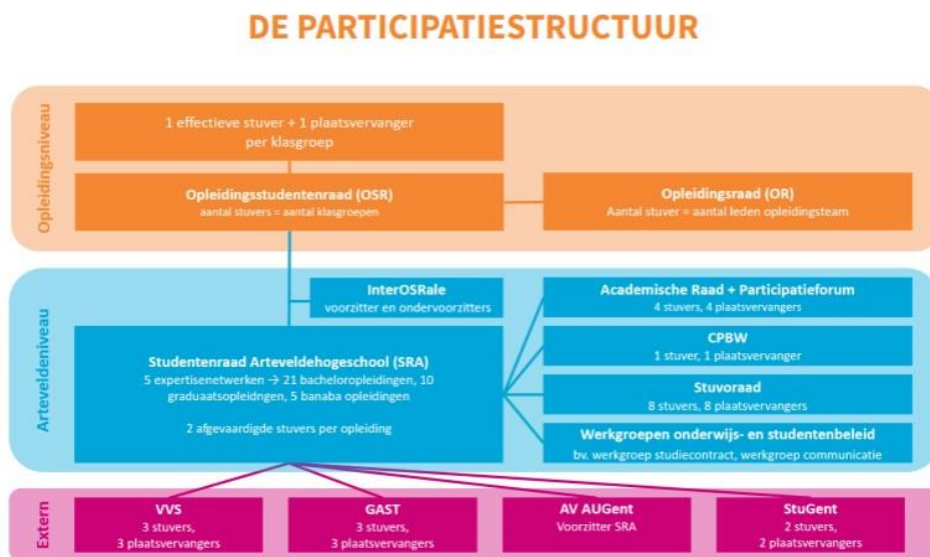 DE PARTICIPATIESTRUCTUUR
Opleidingsniveau
1 effectieve stuver + 1 plaatsvervanger
per klasgroep
Opleidingsstudentenraad (OSR)
aantal stuvers = aantal klasgroepen
Opleidingsraad (OR)
Aantal stuver = aantal leden opleidingsteam
Arteveldeniveau
InterOSRale
voorzitter en ondervoorzitters
Studentenraad Arteveldehogeschool (SRA)
5 expertisenetwerken → 21 bacheloropleidingen, 10
graduaatsopleidngen, 5 banaba opleidingen
2 afgevaardigde stuvers per opleiding
Academische Raad + Participatieforum
4 stuvers, 4 plaatsvervangers
CPBW
1 stuver, 1 plaatsvervanger
Stuvoraad
8 stuvers, 8 plaatsvervangers
Werkgroepen onderwijs- en studentenbeleid
bv. werkgroep studiecontract, werkgroep communicatie
Extern
VVS
3 stuvers,
3 plaatsvervangers
GAST
3 stuvers,
3 plaatsvervangers
AV AUGent
Voorzitter SRA
StuGent
2 stuvers,
2 plaatsvervangers